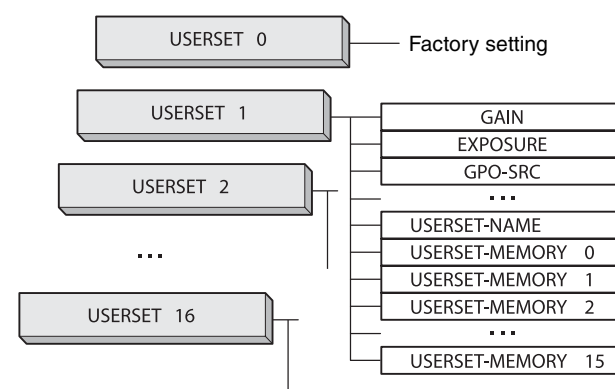 USERSET 0
Factory setting
USERSET 1
USERSET 2
...
USERSET 16
GAIN
EXPOSURE
GPO-SRC
...
USERSET-NAME
USERSET-MEMORY 0
USERSET-MEMORY 1
USERSET-MEMORY 2
...
USERSET-MEMORY 15